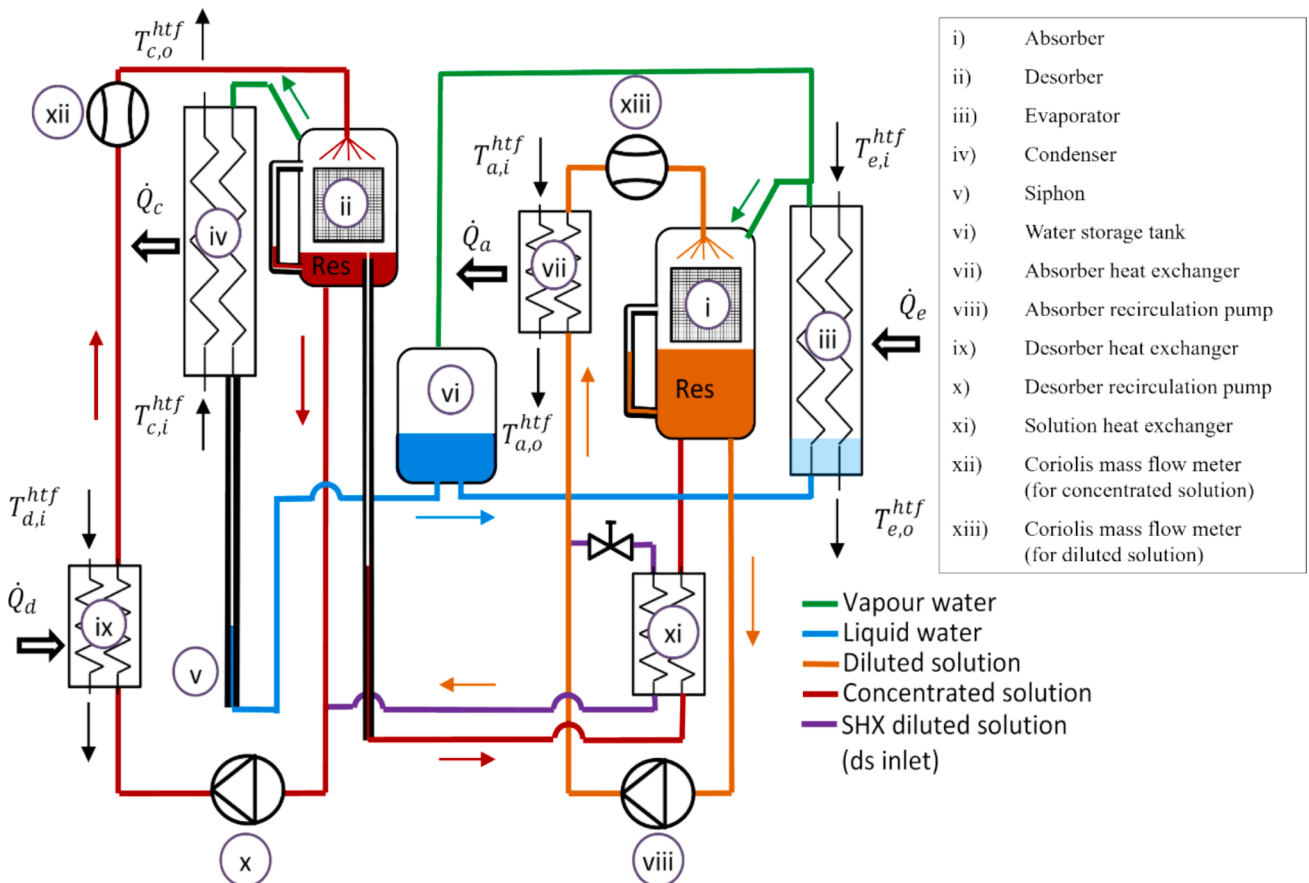 T_{c,o}^{htf}
xii
xiii
T_{a,i}^{htf}
T_{e,i}^{htf}
Q̇_c
iv
ii
Res
Q̇_a
vii
i
Res
iii
Q̇_e
vi
T_{c,i}^{htf}
T_{a,o}^{htf}
T_{e,o}^{htf}
T_{d,i}^{htf}
Q̇_d
ix
v
xi
x
viii
i) Absorber
ii) Desorber
iii) Evaporator
iv) Condenser
v) Siphon
vi) Water storage tank
vii) Absorber heat exchanger
viii) Absorber recirculation pump
ix) Desorber heat exchanger
x) Desorber recirculation pump
xi) Solution heat exchanger
xii) Coriolis mass flow meter
(for concentrated solution)
xiii) Coriolis mass flow meter
(for diluted solution)
Vapour water
Liquid water
Diluted solution
Concentrated solution
SHX diluted solution
(ds inlet)